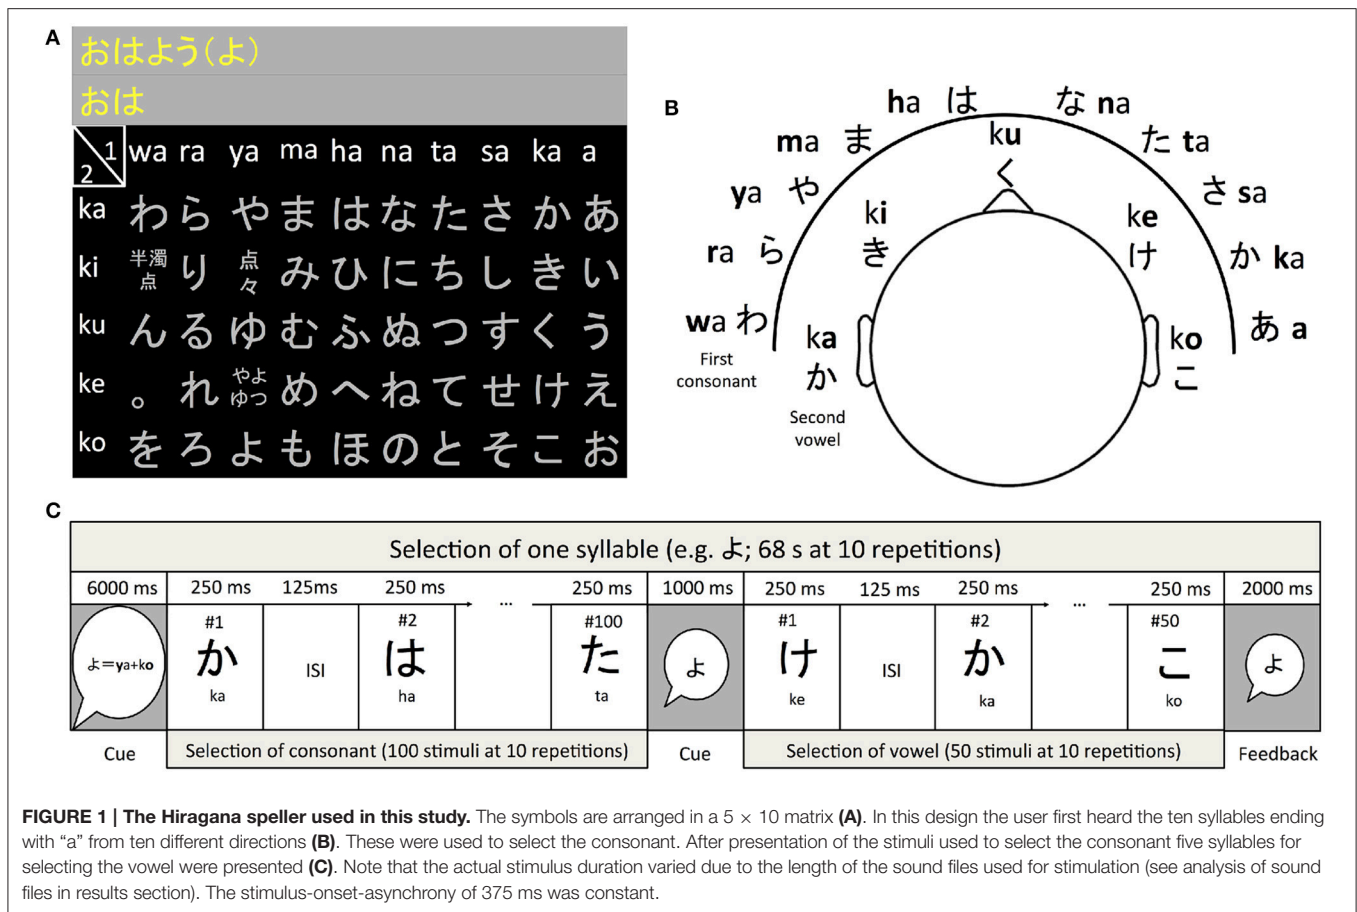 A
おはよう(よ)
おは
1
2
wa ra ya ma ha na ta sa ka a
ka わ ら や ま は な た さ か あ
ki 半濁点 り 点々 み ひ に ち し き い
ku ん る ゆ む ふ ぬ つ す く う
ke 。 れ やよゆつ め へ ね て せ け え
ko を ろ よ も ほ の と そ こ お
B
ha は な na
ma ま ku た ta
く
ya や ki ke さ sa
き け
ra ら か ka
wa わ ka ko あ a
First か こ
consonant
Second
vowel
C
Selection of one syllable (e.g. よ; 68 s at 10 repetitions)
6000 ms 250 ms 125ms 250 ms ... 250 ms 1000 ms 250 ms 125 ms 250 ms ... 250 ms 2000 ms
#1 #2 #100 #1 #2 #50
よ=ya+ko か ISI は た よ け ISI か こ よ
ka ha ta ke ka ko
Cue Selection of consonant (100 stimuli at 10 repetitions) Cue Selection of vowel (50 stimuli at 10 repetitions) Feedback
FIGURE 1 | The Hiragana speller used in this study. The symbols are arranged in a 5 × 10 matrix (A). In this design the user first heard the ten syllables ending
with “a” from ten different directions (B). These were used to select the consonant. After presentation of the stimuli used to select the consonant five syllables for
selecting the vowel were presented (C). Note that the actual stimulus duration varied due to the length of the sound files used for stimulation (see analysis of sound
files in results section). The stimulus-onset-asynchrony of 375 ms was constant.